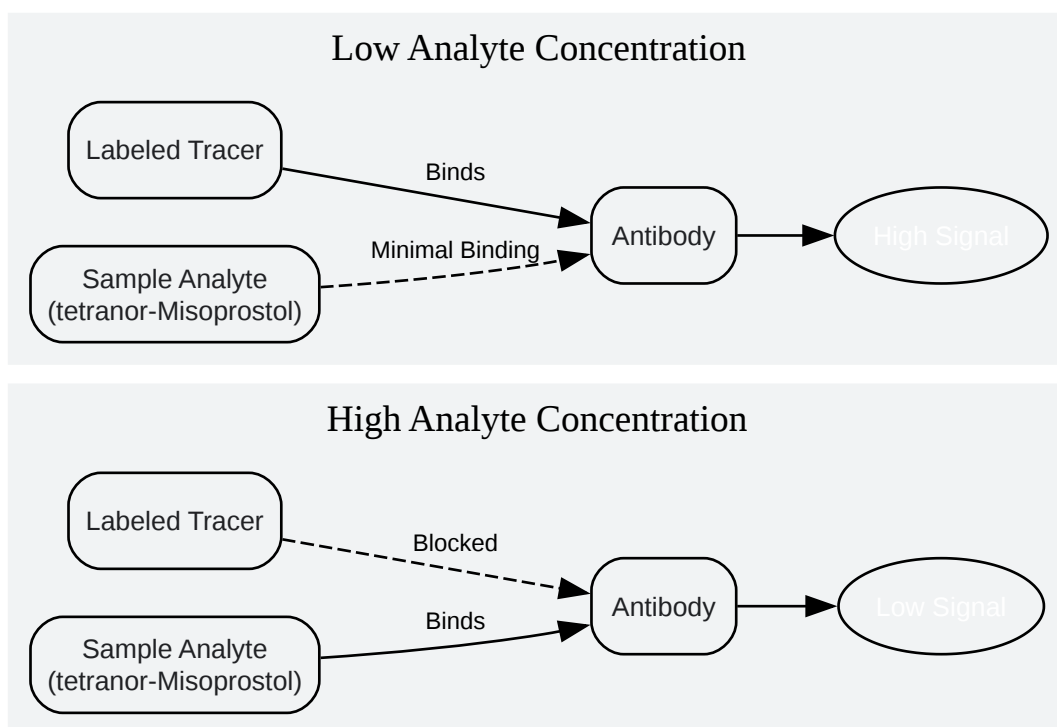 Low Analyte Concentration
Labeled Tracer
Binds
Minimal Binding
Sample Analyte
(tetranor-Misoprostol)
Antibody
High Signal
High Analyte Concentration
Labeled Tracer
Blocked
Binds
Sample Analyte
(tetranor-Misoprostol)
Antibody
Low Signal